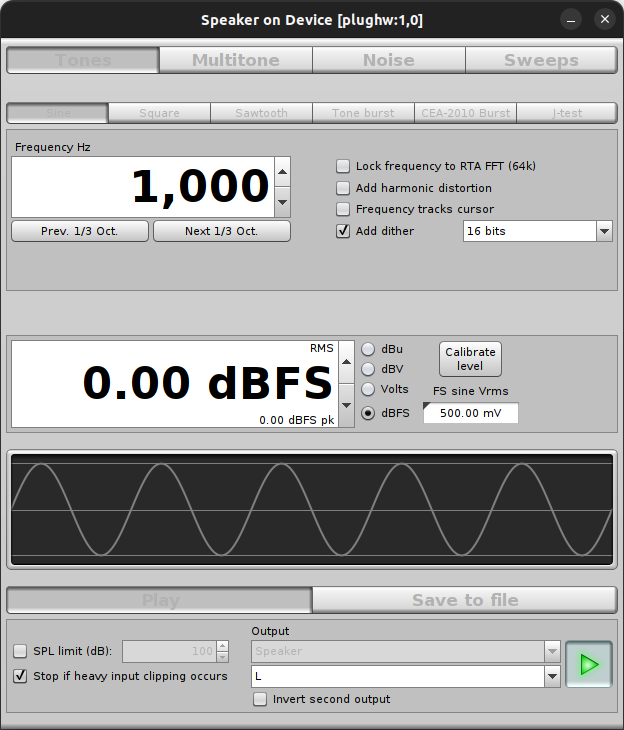 Speaker on Device [plughw:1,0]
Tones Multitone Noise Sweeps
Sine Square Sawtooth Tone burst CEA-2010 Burst J-test
Frequency Hz
1,000
Prev. 1/3 Oct. Next 1/3 Oct.
Lock frequency to RTA FFT (64k)
Add harmonic distortion
Frequency tracks cursor
Add dither 16 bits
RMS
0.00 dBFS
0.00 dBFS pk
dBu
dBV
Volts
dBFS
Calibrate
level
FS sine Vrms
500.00 mV
Play Save to file
SPL limit (dB): 100
Stop if heavy input clipping occurs
Output
Speaker
L
Invert second output